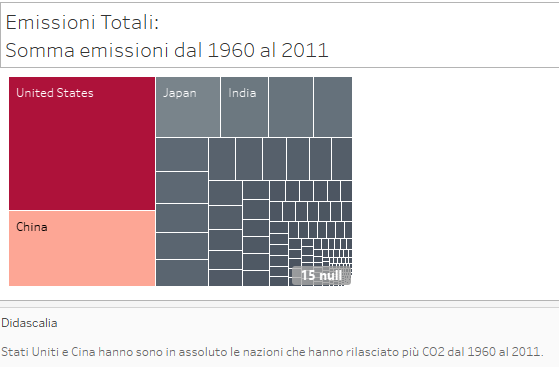 Emissioni Totali:
Somma emissioni dal 1960 al 2011
United States
Japan
India
China
15 null
Didascalia
Stati Uniti e Cina hanno sono in assoluto le nazioni che hanno rilasciato più CO2 dal 1960 al 2011.